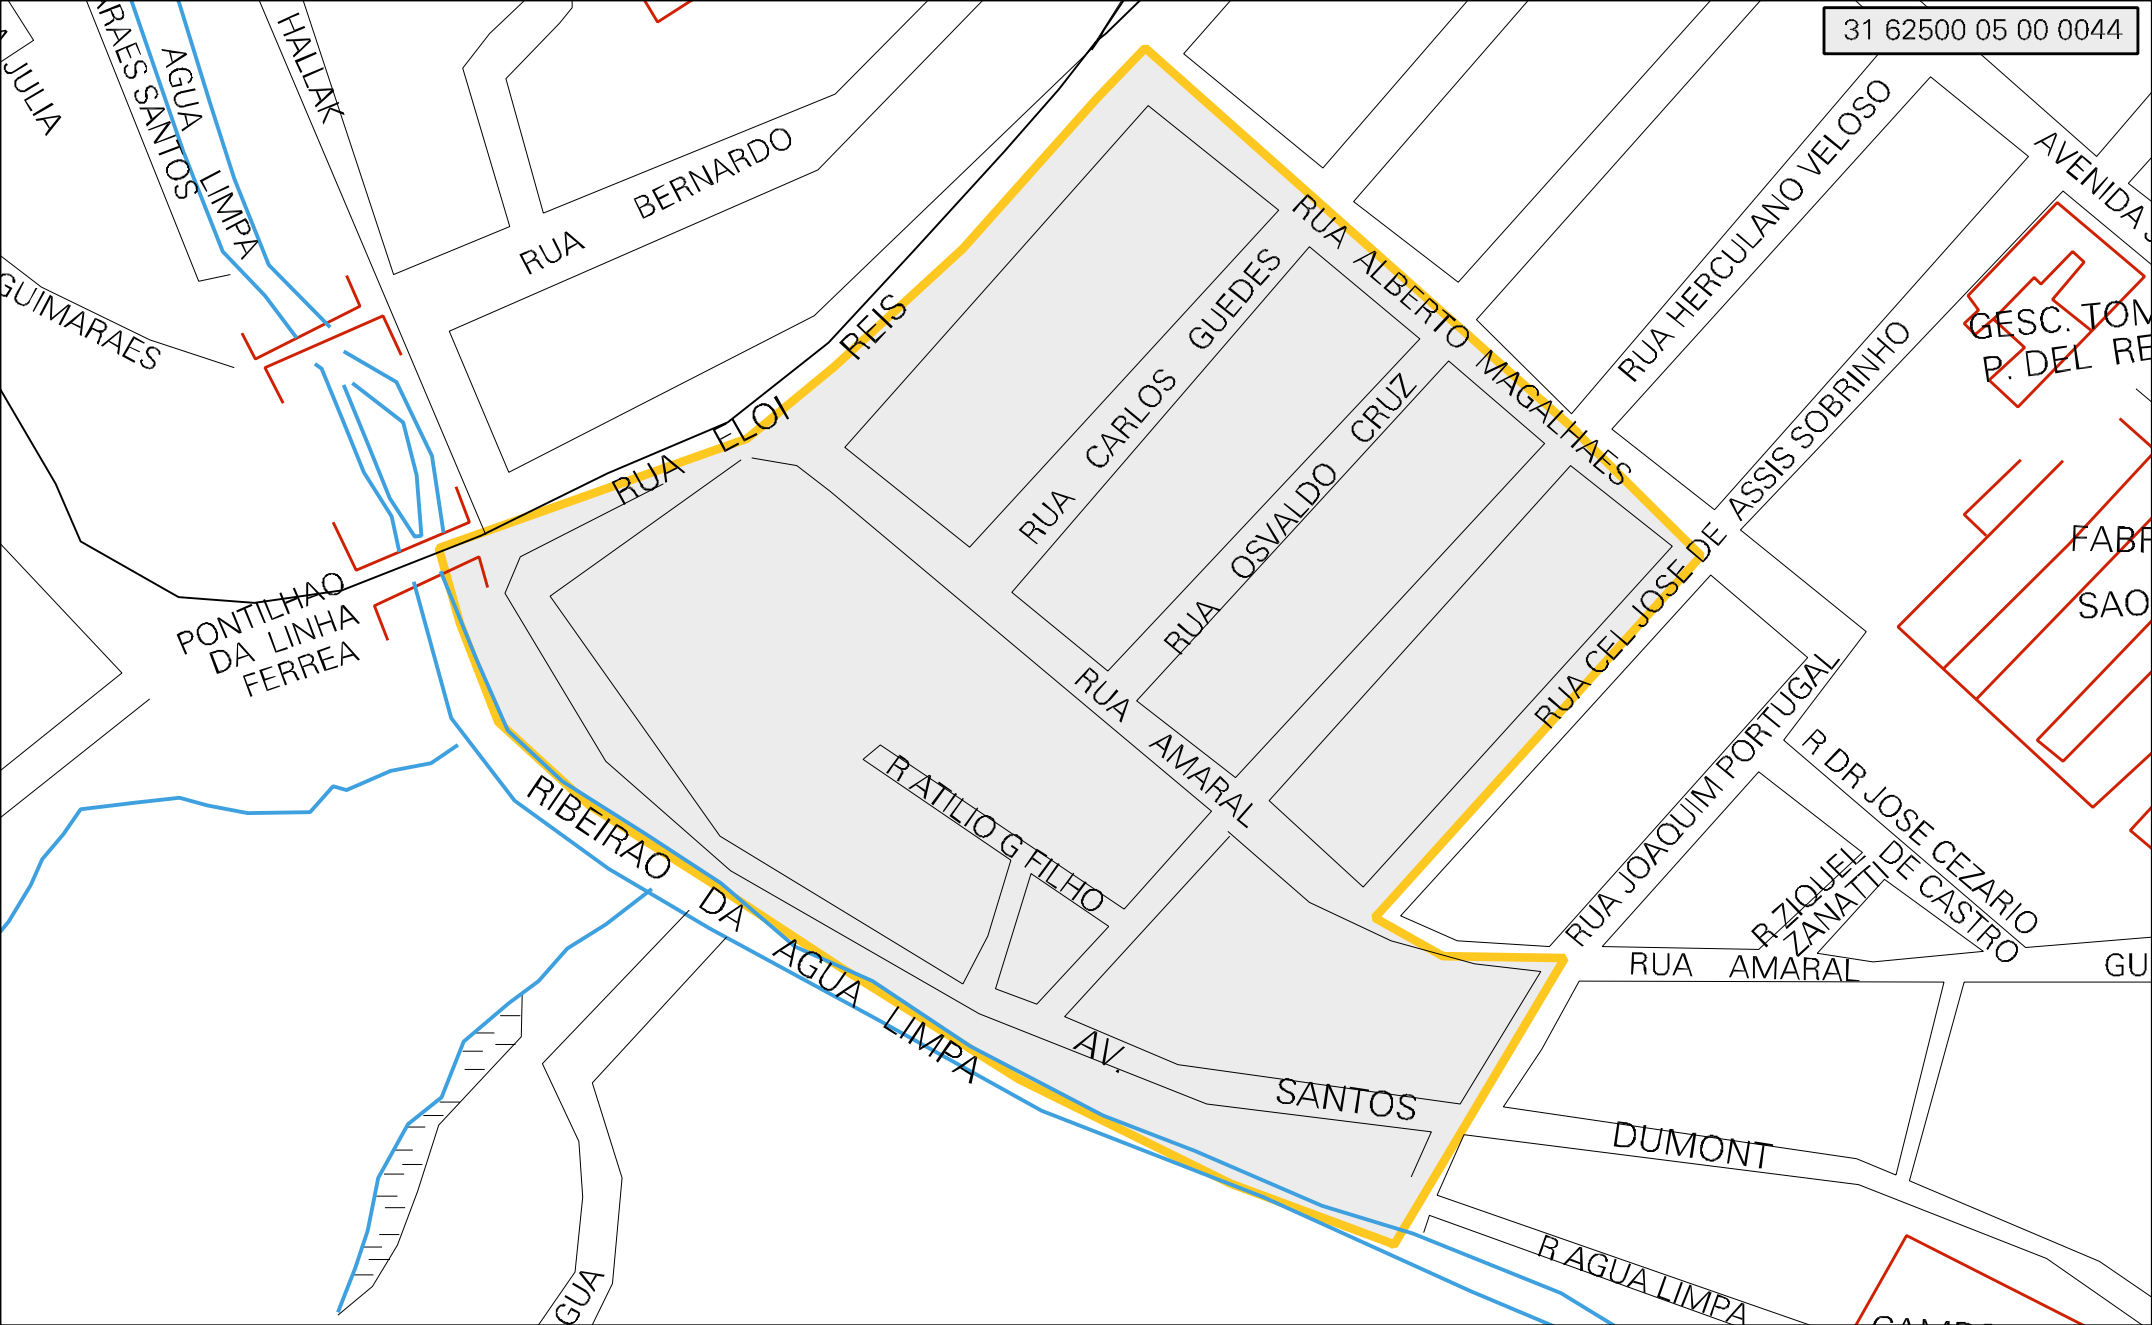 31 62500 05 00 0044
JULIA
RAES SANTOS
AGUA
LIMPA
HALLAK
GUIMARAES
RUA BERNARDO
RUA ELOI REIS
RUA ALBERTO MAGALHAES
RUA HERCULANO VELOSO
AVENIDA
RUA CARLOS GUEDES
RUA OSVALDO CRUZ
RUA CEL JOSE DE ASSIS SOBRINHO
GESC. TOM
P. DEL RE
FABR
SAO
PONTILHAO
DA LINHA
FERREA
RUA AMARAL
R ATILIO G FILHO
RUA JOAQUIM PORTUGAL
R DR JOSE CEZARIO
DE CASTRO
R ZIQUEL
ZANATTI
RUA AMARAL
GU
RIBEIRAO DA AGUA LIMPA
AV. SANTOS
DUMONT
R AGUA LIMPA
GUA